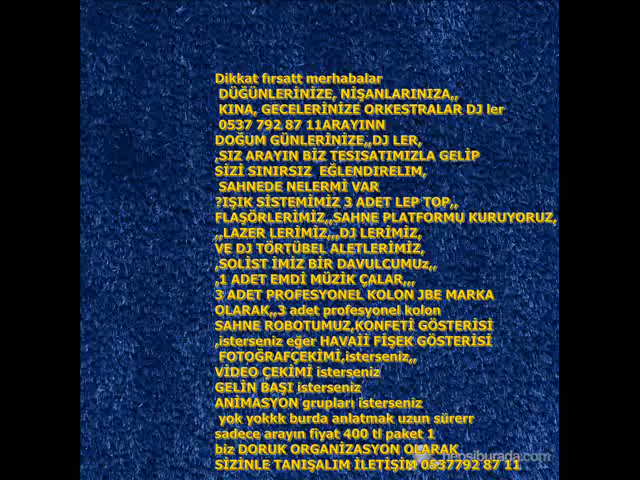 Dikkat fırsatt merhabalar
DÜĞÜNLERİNİZE, NİŞANLARINIZA,,
KINA, GECELERİNİZE ORKESTRALAR DJ ler
0537 792 87 11ARAYINN
DOĞUM GÜNLERİNİZE,,DJ LER,
,SIZ ARAYIN BİZ TESISATIMIZLA GELİP
SİZİ SINIRSIZ EĞLENDIRELIM,
SAHNEDE NELERMİ VAR
?IŞIK SİSTEMİMİZ 3 ADET LEP TOP,,
FLAŞÖRLERİMİZ,,SAHNE PLATFORMU KURUYORUZ,
,,LAZER LERİMİZ,,,DJ LERİMİZ,
VE DJ TÖRTÜBEL ALETLERİMİZ,
,SOLİST İMİZ BİR DAVULCUMUz,,
,1 ADET EMDİ MÜZİK ÇALAR,,,
3 ADET PROFESYONEL KOLON JBE MARKA
OLARAK,,3 adet profesyonel kolon
SAHNE ROBOTUMUZ,KONFETİ GÖSTERİSİ
,isterseniz eğer HAVAİİ FİŞEK GÖSTERİSİ
FOTOĞRAFÇEKİMİ,isterseniz,,
VİDEO ÇEKİMİ isterseniz
GELİN BAŞI isterseniz
ANİMASYON grupları isterseniz
yok yokkk burda anlatmak uzun sürerr
sadece arayın fiyat 400 tl paket 1
biz DORUK ORGANİZASYON OLARAK
hepsiburada.com
SİZİNLE TANIŞALIM İLETİŞİM 0537792 87 11